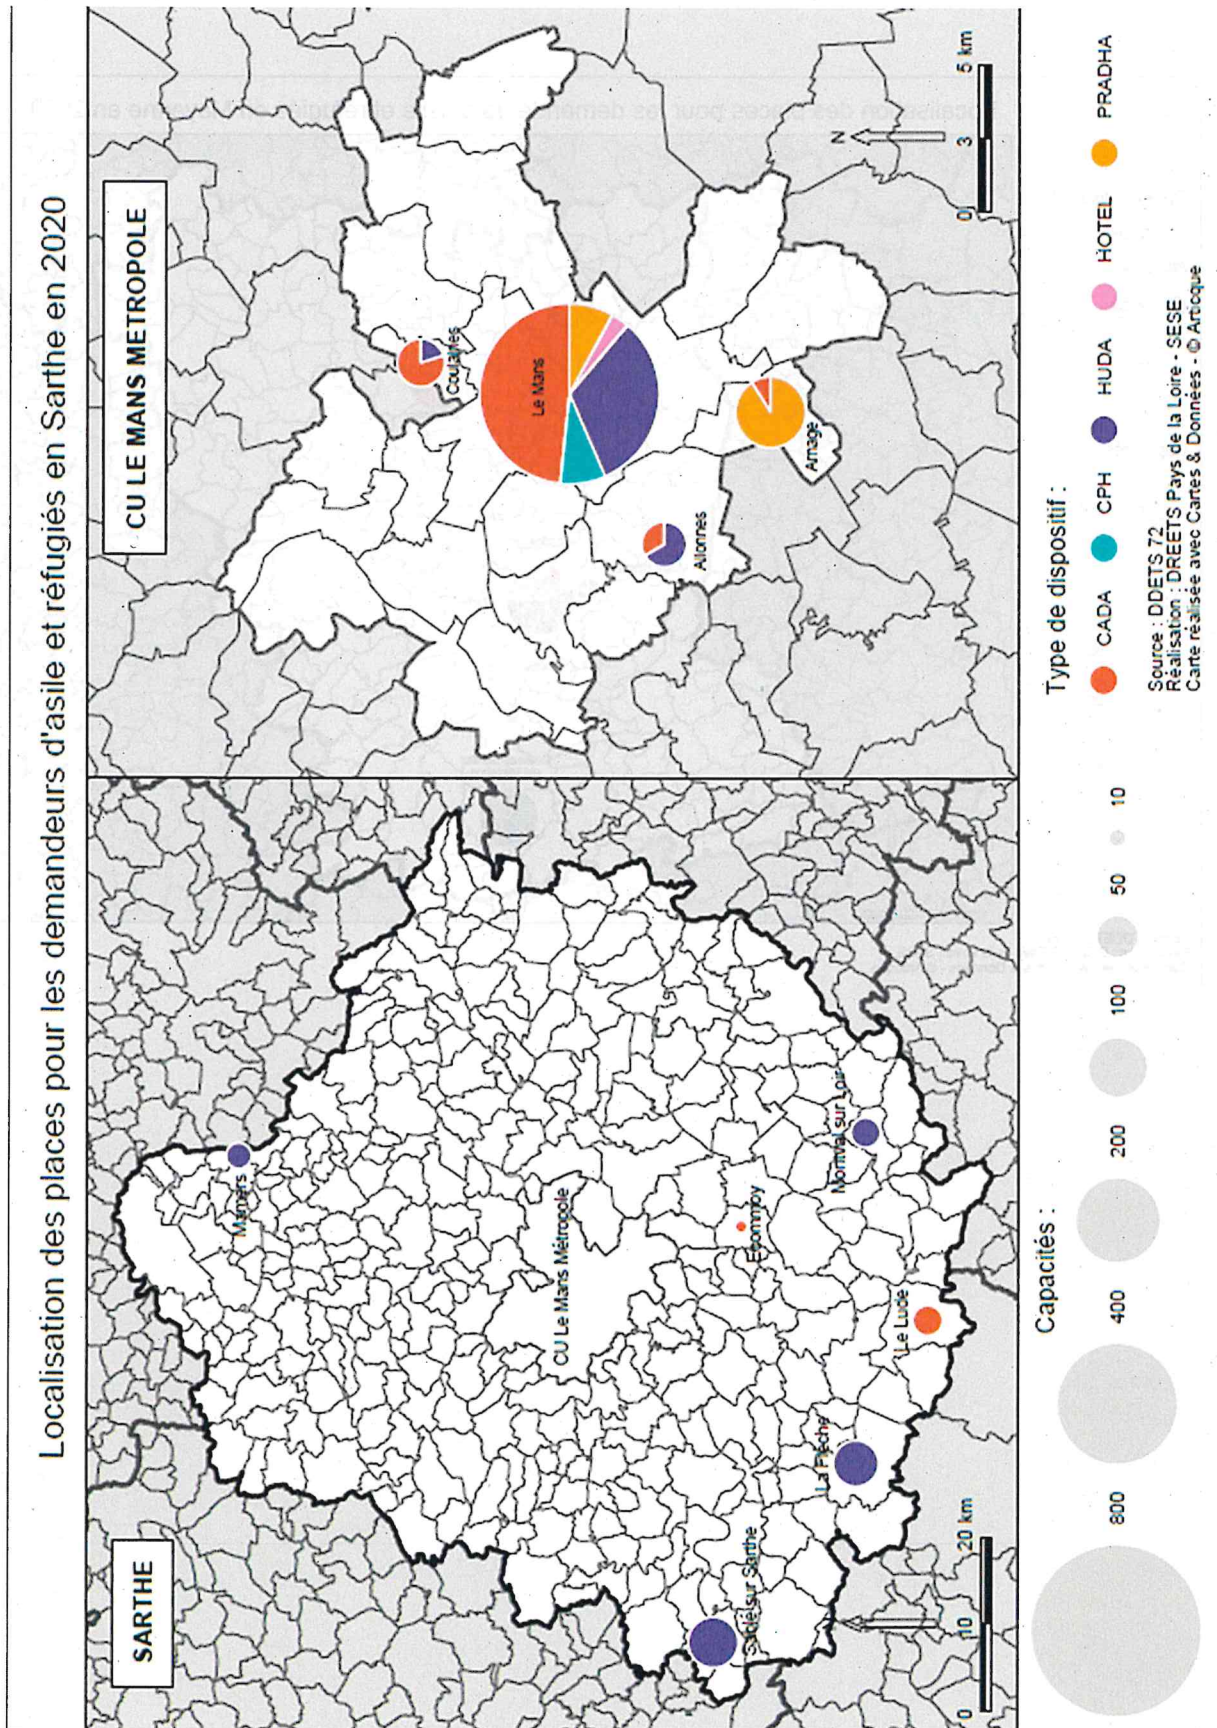 Localisation des places pour les demandeurs d'asile et réfugiés en Sarthe en 2020
SARTHE
Mamers
CU Le Mans Métropole
Sablé sur Sarthe
La Flèche
Le Lude
Ecommoy
Montval sur Loir
0 10 20 km
CU LE MANS METROPOLE
Coulaines
Le Mans
Allonnes
Arnage
N
0 3 5 km
Capacités :
800 400 200 100 50 10
Type de dispositif :
CADA CPH HUDA HOTEL PRADHA
Source : DDETS 72
Réalisation : DREETS Pays de la Loire - SESE
Carte réalisée avec Cartes & Données - © Articque